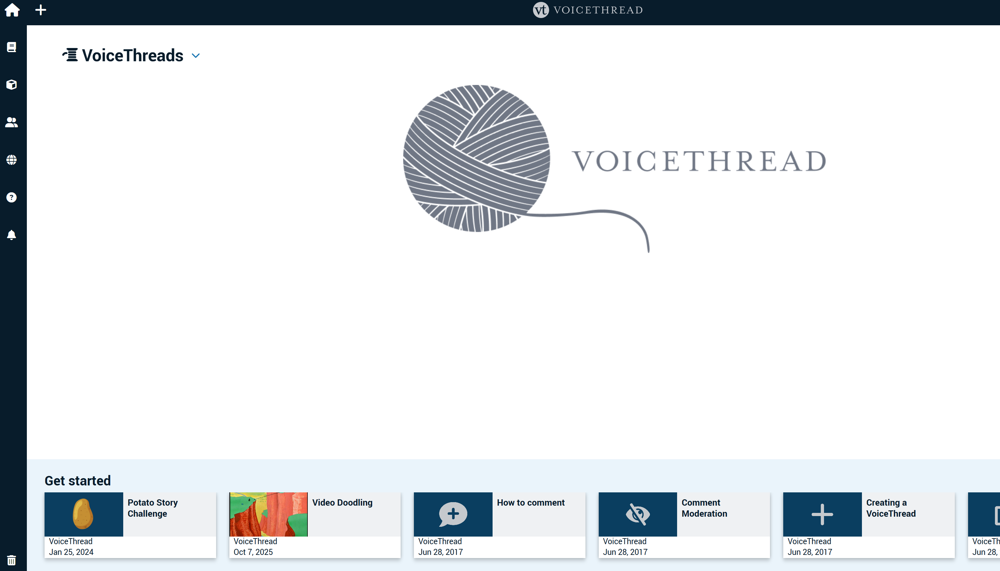 vt VOICETHREAD
VoiceThreads
VOICETHREAD
Get started
Potato Story
Challenge
VoiceThread
Jan 25, 2024
Video Doodling
VoiceThread
Oct 7, 2025
How to comment
VoiceThread
Jun 28, 2017
Comment
Moderation
VoiceThread
Jun 28, 2017
Creating a
VoiceThread
VoiceThread
Jun 28, 2017
VoiceTh
Jun 28,